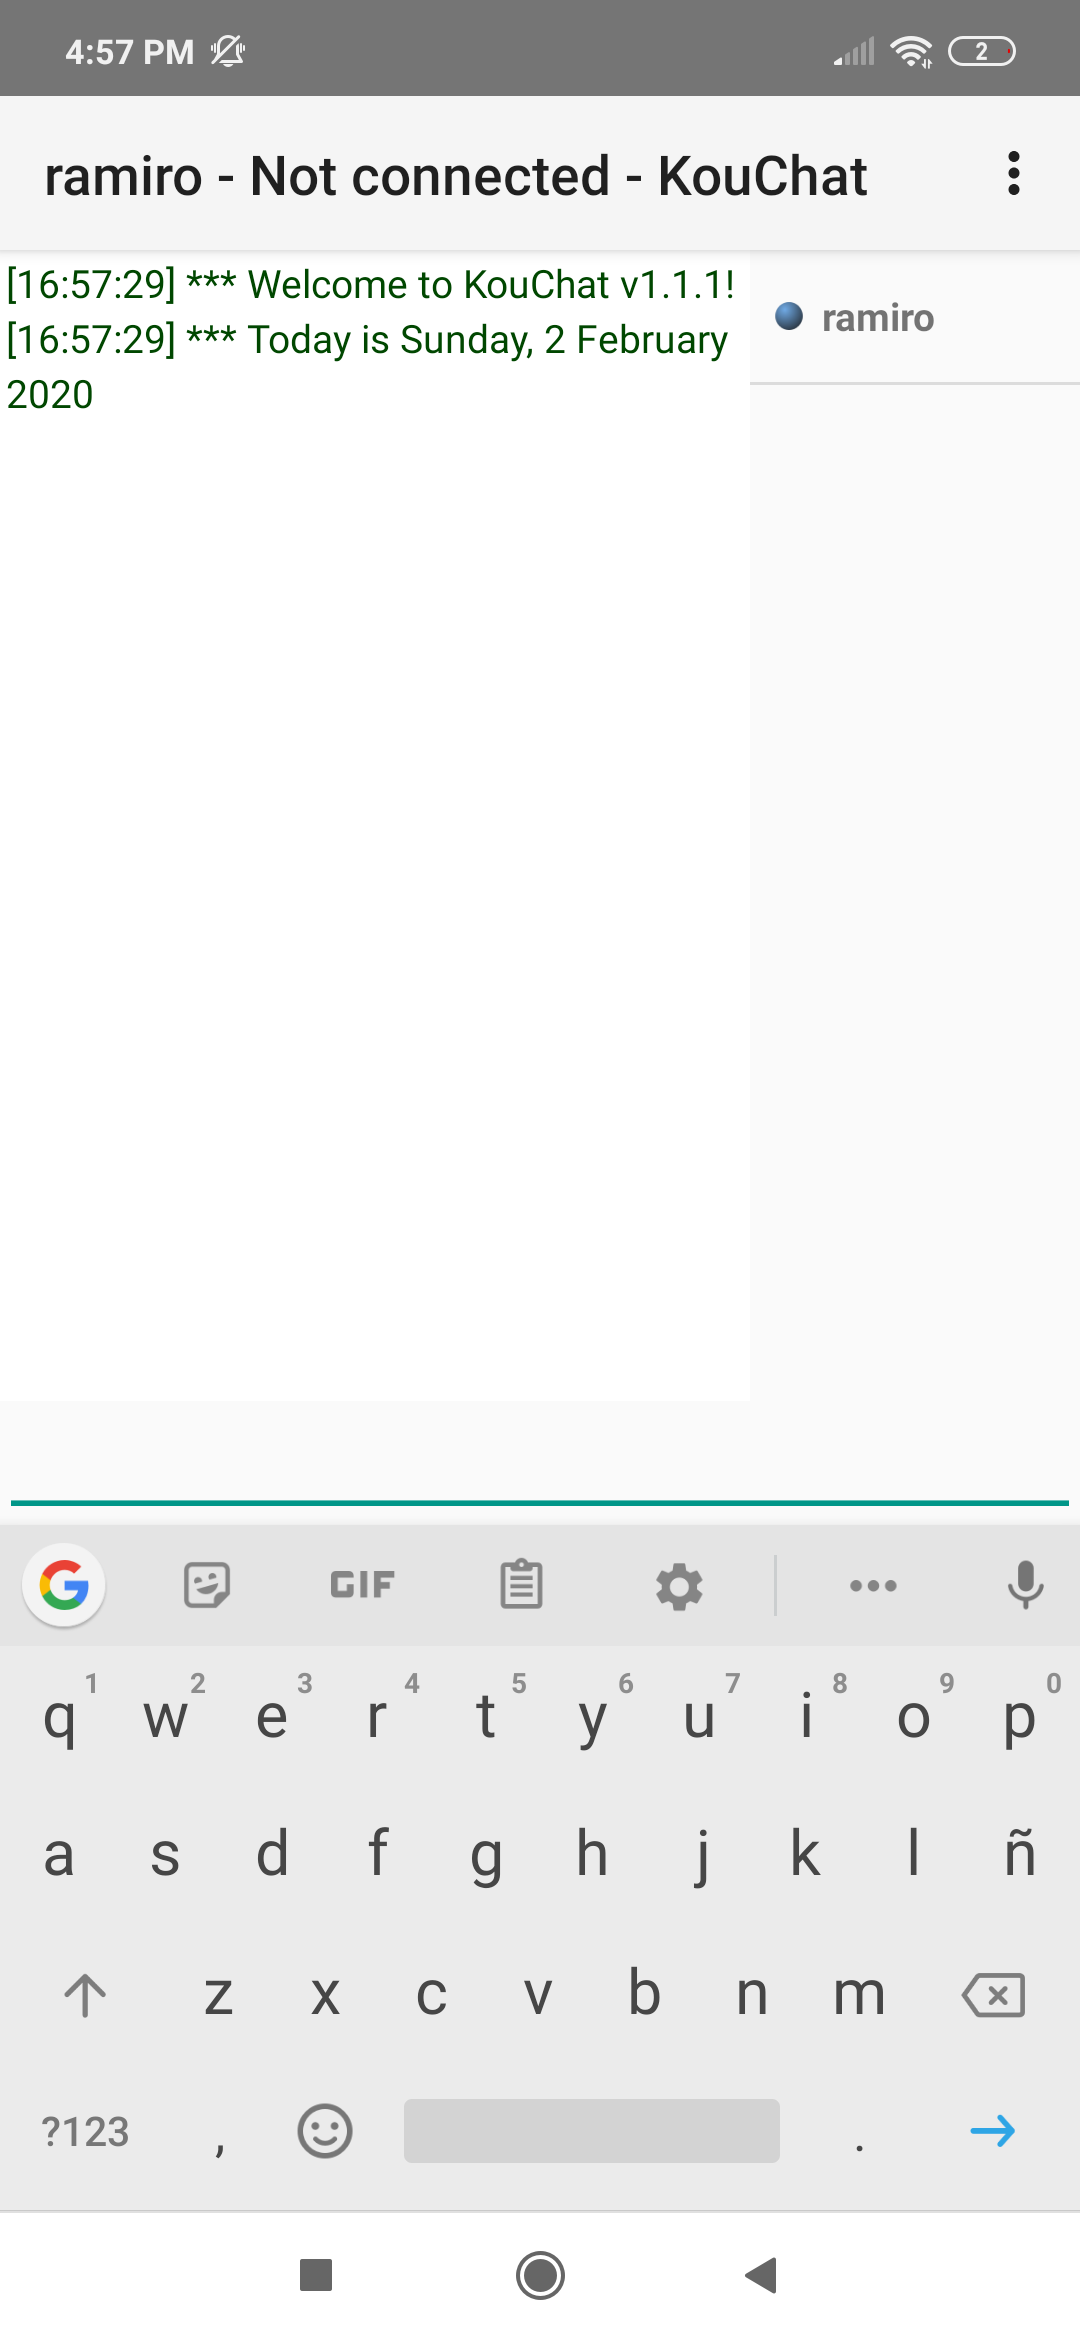 4:57 PM
2
ramiro - Not connected - KouChat
[16:57:29] *** Welcome to KouChat v1.1.1!
[16:57:29] *** Today is Sunday, 2 February
2020
ramiro
GIF
1 2 3 4 5 6 7 8 9 0
q w e r t y u i o p
a s d f g h j k l ñ
z x c v b n m
?123 , .